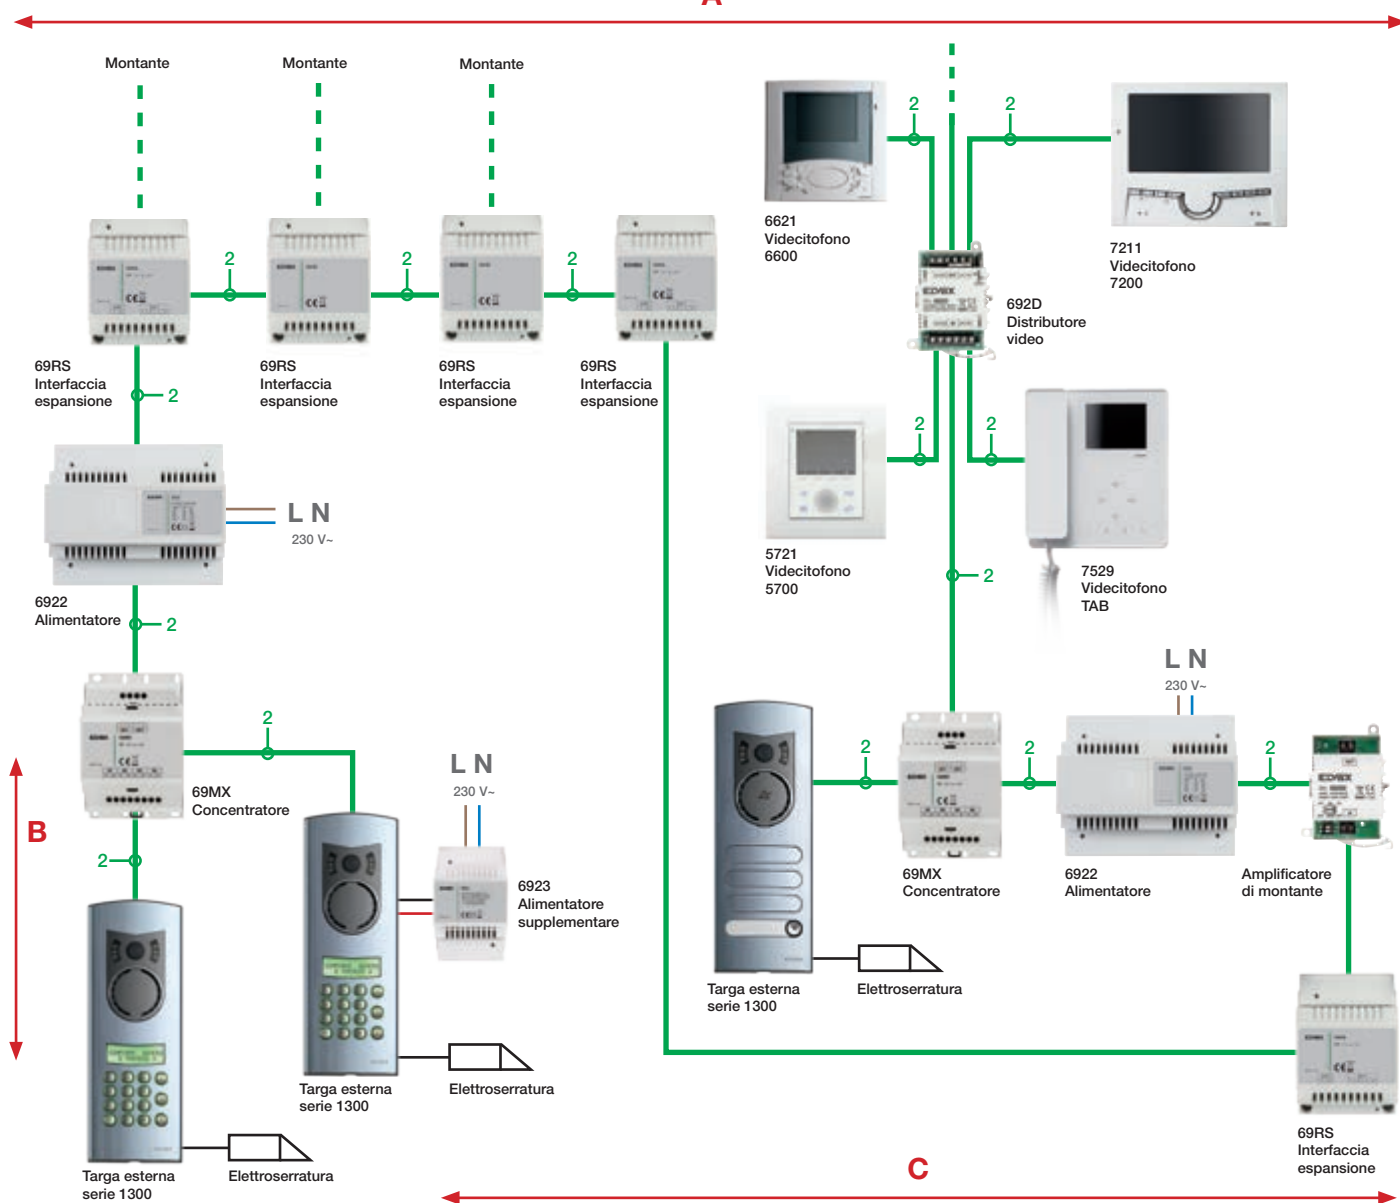 A
Montante
Montante
Montante
2
2
6621
Videcitofono
6600
7211
Videcitofono
7200
2
2
2
692D
Distributore
video
69RS
Interfaccia
espansione
69RS
Interfaccia
espansione
69RS
Interfaccia
espansione
69RS
Interfaccia
espansione
2
L N
230 V~
2
2
5721
Videcitofono
5700
7529
Videcitofono
TAB
2
6922
Alimentatore
2
2
69MX
Concentratore
L N
230 V~
L N
230 V~
2
2
2
ELVOX
69MX
Concentratore
6922
Alimentatore
Amplificatore
di montante
B
2
6923
Alimentatore
supplementare
Targa esterna
serie 1300
Elettroserratura
Targa esterna
serie 1300
Elettroserratura
Targa esterna
serie 1300
Elettroserratura
69RS
Interfaccia
espansione
C